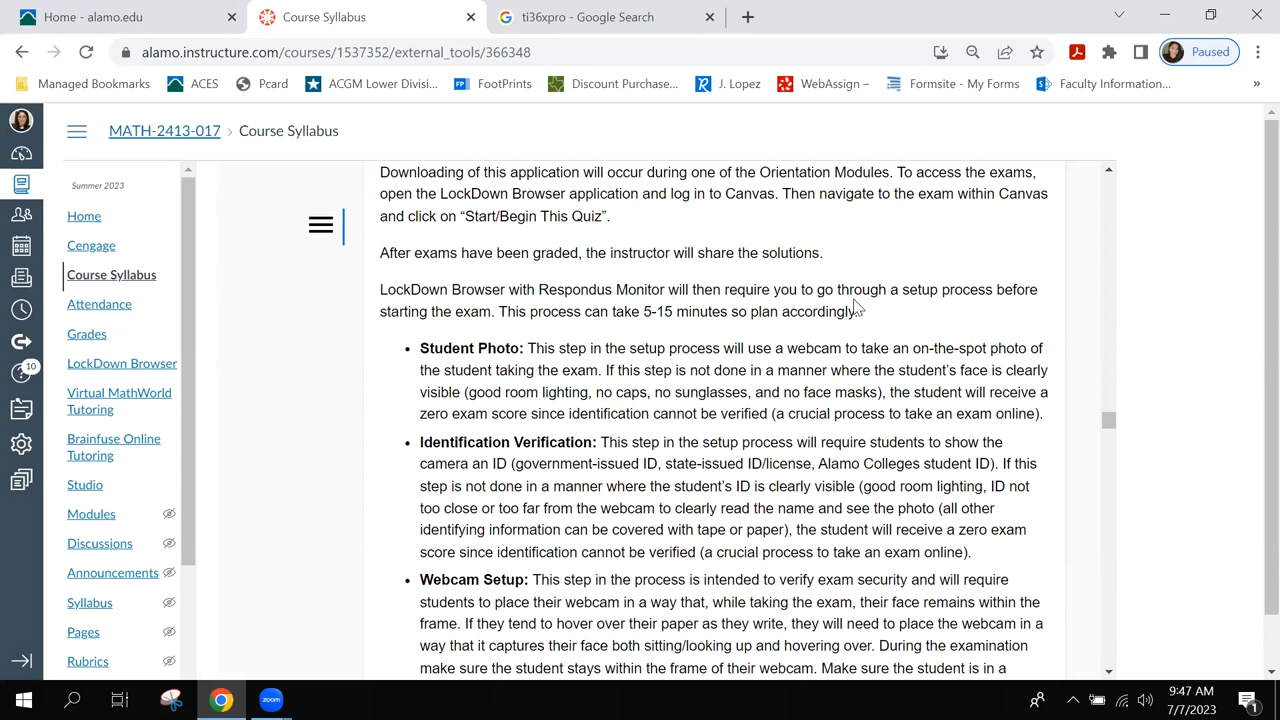 Home - alamo.edu
Course Syllabus
ti36xpro - Google Search
alamo.instructure.com/courses/1537352/external_tools/366348
Paused
Managed Bookmarks
ACES
Pcard
ACGM Lower Divisi...
FootPrints
Discount Purchase...
J. Lopez
WebAssign –
Formsite - My Forms
Faculty Information...
»
MATH-2413-017 › Course Syllabus
Summer 2023
Home
Cengage
Course Syllabus
Attendance
Grades
LockDown Browser
Virtual MathWorld
Tutoring
Brainfuse Online
Tutoring
Studio
Modules
Discussions
Announcements
Syllabus
Pages
Rubrics
10
Downloading of this application will occur during one of the Orientation Modules. To access the exams,
open the LockDown Browser application and log in to Canvas. Then navigate to the exam within Canvas
and click on “Start/Begin This Quiz”.
After exams have been graded, the instructor will share the solutions.
LockDown Browser with Respondus Monitor will then require you to go through a setup process before
starting the exam. This process can take 5-15 minutes so plan accordingly.
• Student Photo: This step in the setup process will use a webcam to take an on-the-spot photo of
the student taking the exam. If this step is not done in a manner where the student’s face is clearly
visible (good room lighting, no caps, no sunglasses, and no face masks), the student will receive a
zero exam score since identification cannot be verified (a crucial process to take an exam online).
• Identification Verification: This step in the setup process will require students to show the
camera an ID (government-issued ID, state-issued ID/license, Alamo Colleges student ID). If this
step is not done in a manner where the student’s ID is clearly visible (good room lighting, ID not
too close or too far from the webcam to clearly read the name and see the photo (all other
identifying information can be covered with tape or paper), the student will receive a zero exam
score since identification cannot be verified (a crucial process to take an exam online).
• Webcam Setup: This step in the process is intended to verify exam security and will require
students to place their webcam in a way that, while taking the exam, their face remains within the
frame. If they tend to hover over their paper as they write, they will need to place the webcam in a
way that it captures their face both sitting/looking up and hovering over. During the examination
make sure the student stays within the frame of their webcam. Make sure the student is in a
zoom
9:47 AM
7/7/2023
1